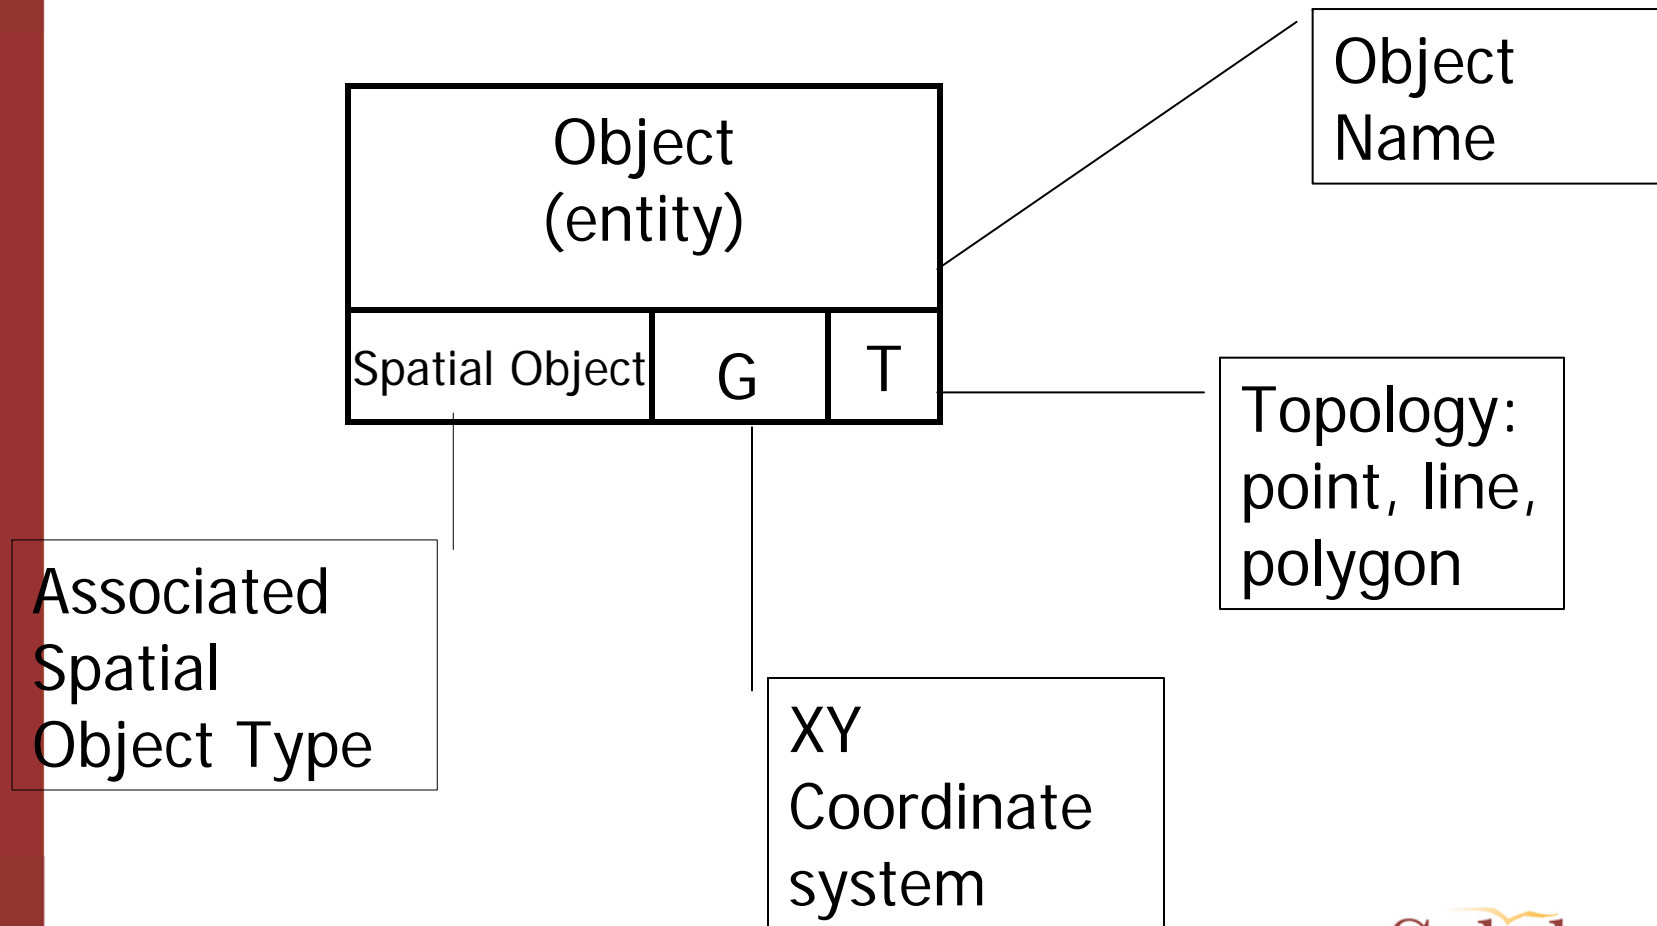 Object
Name
Object
(entity)
Spatial Object G T
Topology:
point, line,
polygon
Associated
Spatial
Object Type
XY
Coordinate
system